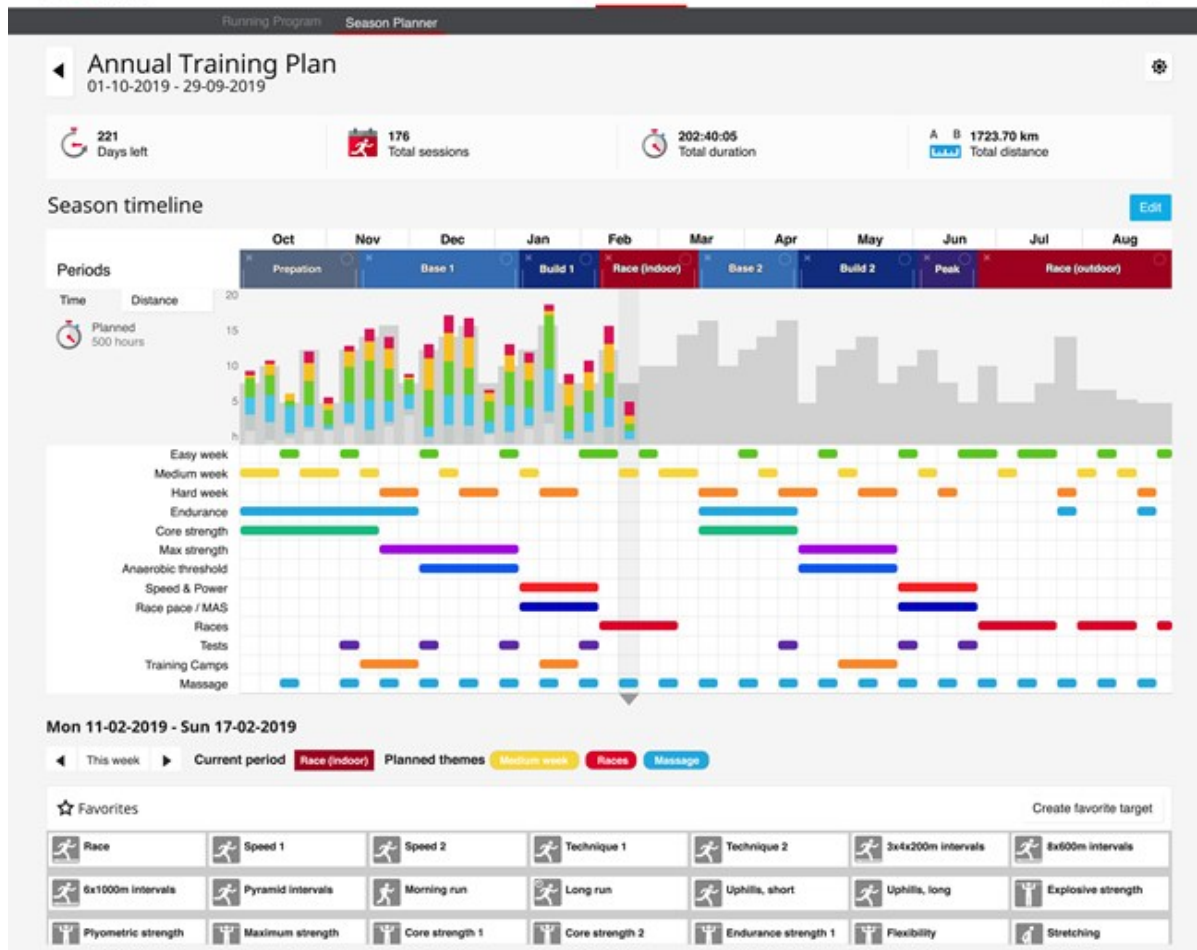 Running Program Season Planner
Annual Training Plan
01-10-2019 - 29-09-2019
221
Days left
176
Total sessions
202:40:05
Total duration
A B 1723.70 km
Total distance
Season timeline
Edit
Oct Nov Dec Jan Feb Mar Apr May Jun Jul Aug
Periods
Prepation Base 1 Build 1 Race (indoor) Base 2 Build 2 Peak Race (outdoor)
Time Distance
Planned
500 hours
20
15
10
5
h
Easy week
Medium week
Hard week
Endurance
Core strength
Max strength
Anaerobic threshold
Speed & Power
Race pace / MAS
Races
Tests
Training Camps
Massage
Mon 11-02-2019 - Sun 17-02-2019
This week Current period Race (indoor) Planned themes Medium week Races Massage
Favorites Create favorite target
Race Speed 1 Speed 2 Technique 1 Technique 2 3x4x200m intervals 8x600m intervals
6x1000m intervals Pyramid intervals Morning run Long run Uphills, short Uphills, long Explosive strength
Plyometric strength Maximum strength Core strength 1 Core strength 2 Endurance strength 1 Flexibility Stretching